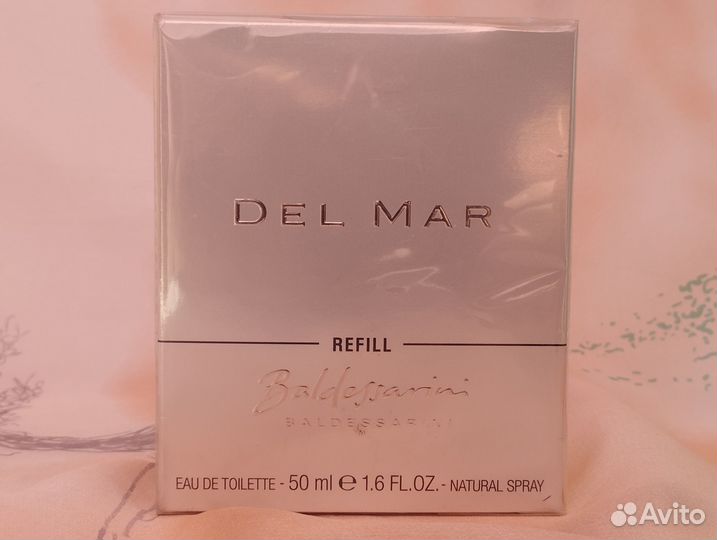 DEL MAR
REFILL
Baldessarini
BALDESSARINI
EAU DE TOILETTE - 50 ml ℮ 1.6 FL.OZ. - NATURAL SPRAY
Avito